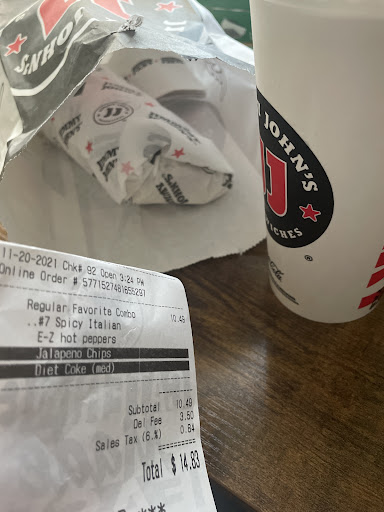 JIMMY JOHN'S
JJ
SANDWICHES
®
11-20-2021 Chk# 92 Open 3:24 PM
Online Order #
Regular Favorite Combo 10.49
..#7 Spicy Italian
E-Z hot peppers
Jalapeno Chips
Diet Coke (med)
Subtotal 10.49
Del Fee 3.50
Sales Tax (6.%) 0.84
Total $ 14.83